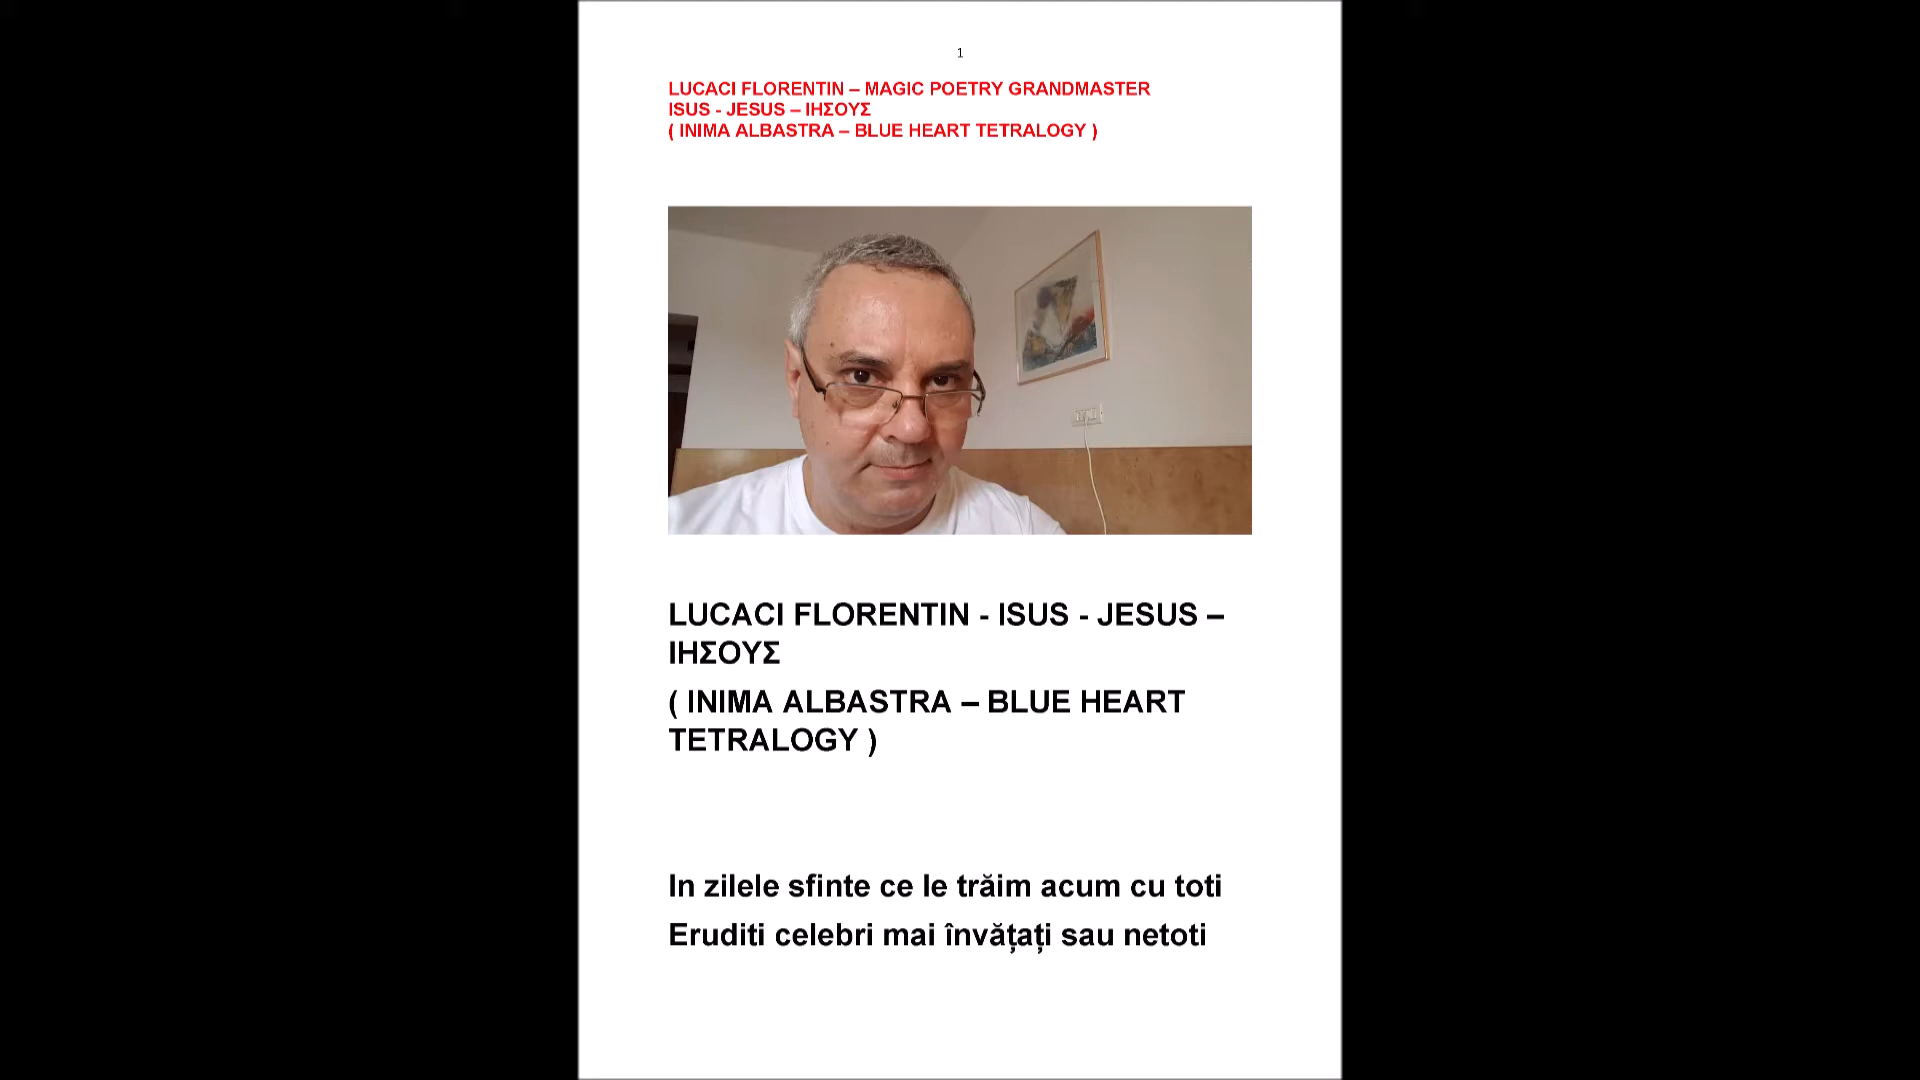 1
LUCACI FLORENTIN – MAGIC POETRY GRANDMASTER
ISUS - JESUS – ΙΗΣΟΥΣ
( INIMA ALBASTRA – BLUE HEART TETRALOGY )
LUCACI FLORENTIN - ISUS - JESUS –
ΙΗΣΟΥΣ
( INIMA ALBASTRA – BLUE HEART
TETRALOGY )
In zilele sfinte ce le trăim acum cu toti
Eruditi celebri mai învățați sau netoti